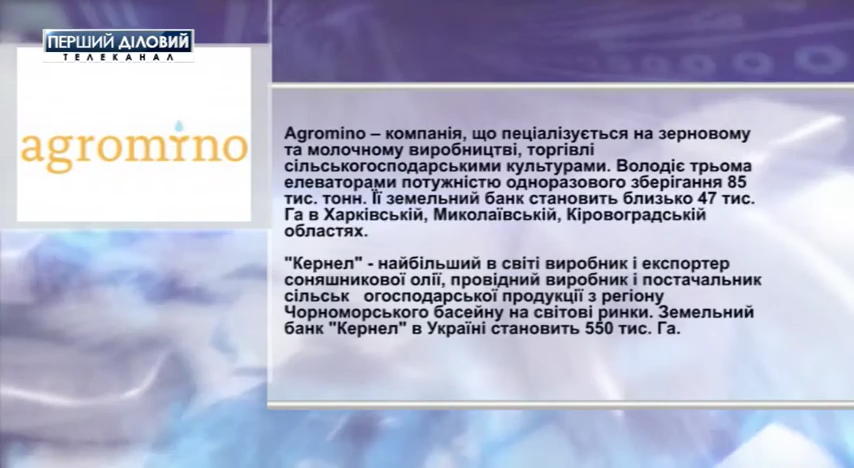 ПЕРШИЙ ДІЛОВИЙ
ТЕЛЕКАНАЛ
agromino
Agromino – компанія, що пеціалізується на зерновому
та молочному виробництві, торгівлі
сільськогосподарськими культурами. Володіє трьома
елеваторами потужністю одноразового зберігання 85
тис. тонн. Її земельний банк становить близько 47 тис.
Га в Харківській, Миколаївській, Кіровоградській
областях.
"Кернел" - найбільший в світі виробник і експортер
соняшникової олії, провідний виробник і постачальник
сільськ   огосподарської продукції з регіону
Чорноморського басейну на світові ринки. Земельний
банк "Кернел" в Україні становить 550 тис. Га.